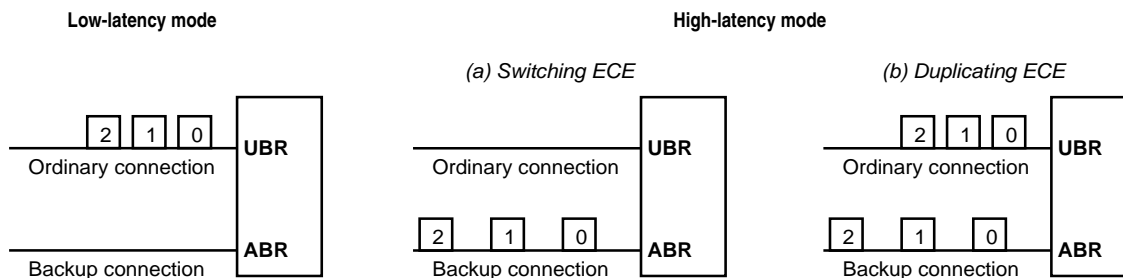 Low-latency mode
High-latency mode
(a) Switching ECE
(b) Duplicating ECE
2 1 0
UBR
Ordinary connection
ABR
Backup connection
UBR
Ordinary connection
2 1 0
ABR
Backup connection
2 1 0
UBR
Ordinary connection
2 1 0
ABR
Backup connection